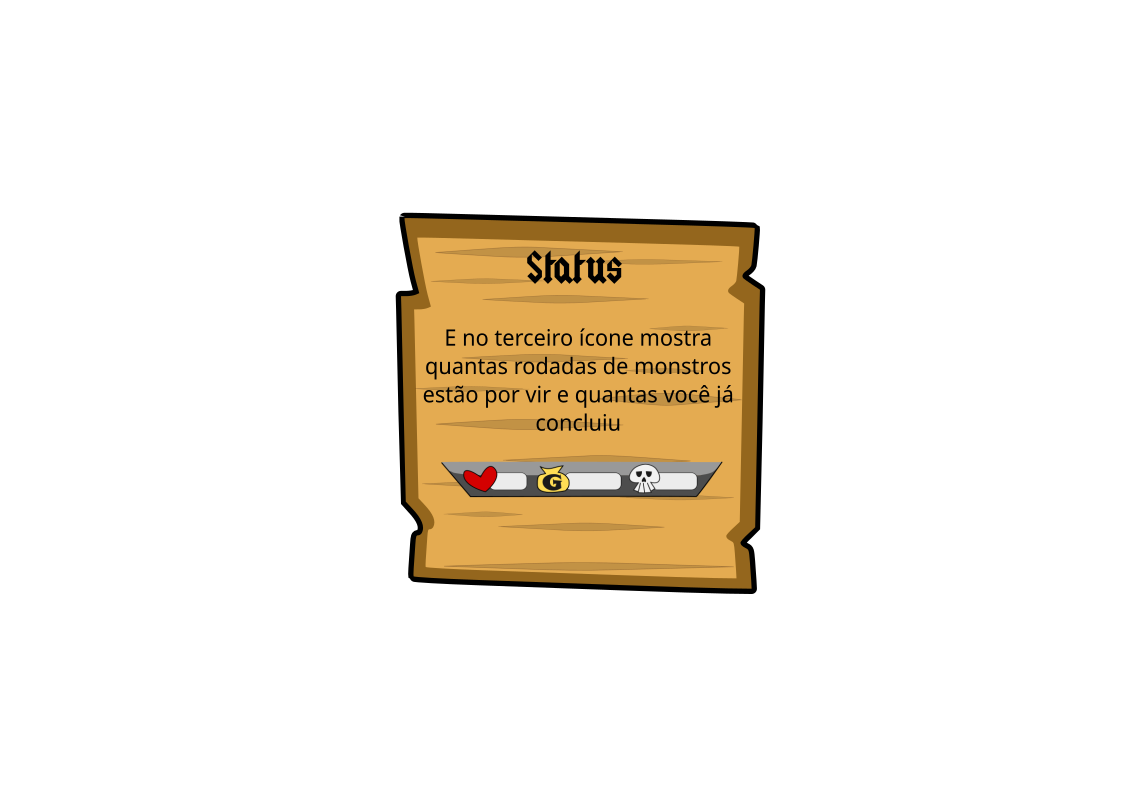 Status
E no terceiro ícone mostra
quantas rodadas de monstros
estão por vir e quantas você já
concluiu
G